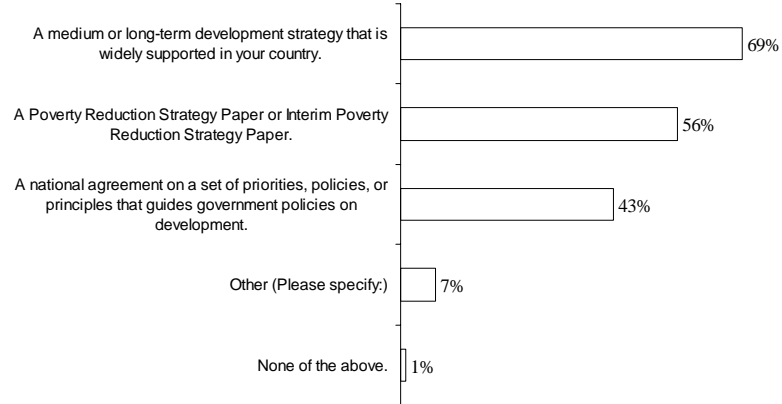 A medium or long-term development strategy that is
widely supported in your country.
69%
A Poverty Reduction Strategy Paper or Interim Poverty
Reduction Strategy Paper.
56%
A national agreement on a set of priorities, policies, or
principles that guides government policies on
development.
43%
Other (Please specify:)
7%
None of the above.
1%